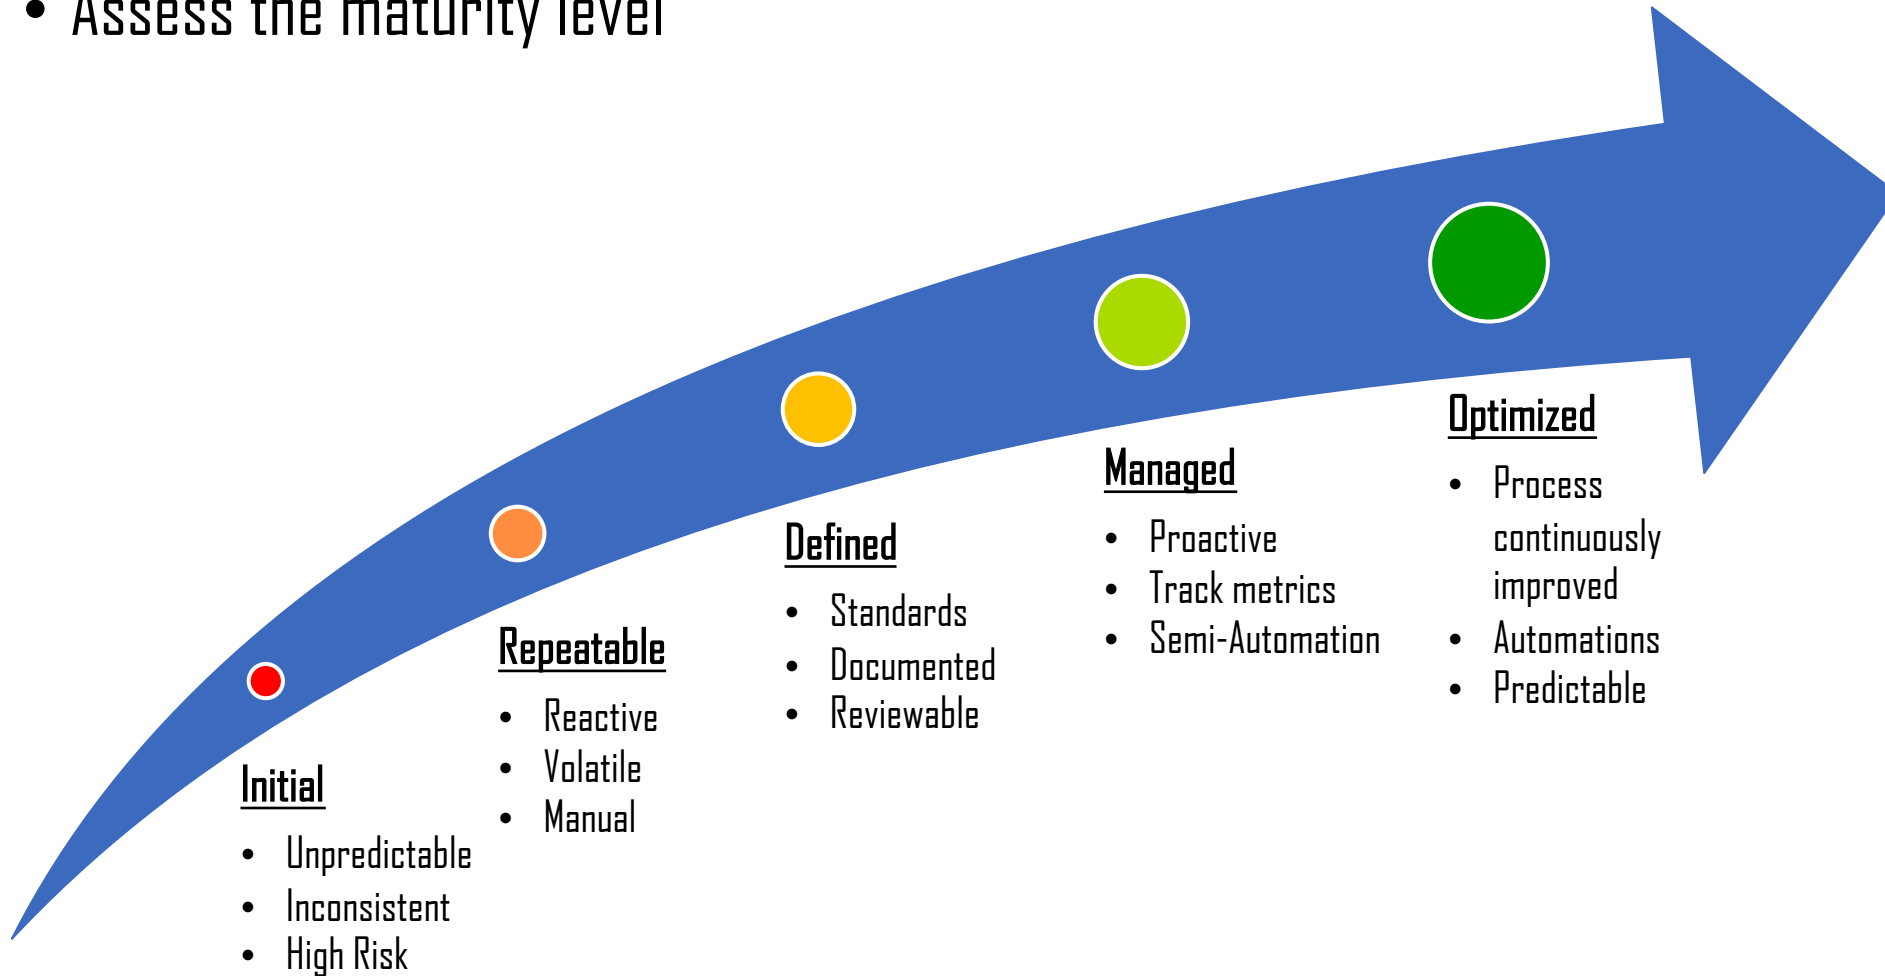 • Assess the maturity level
Initial
• Unpredictable
• Inconsistent
• High Risk
Repeatable
• Reactive
• Volatile
• Manual
Defined
• Standards
• Documented
• Reviewable
Managed
• Proactive
• Track metrics
• Semi-Automation
Optimized
• Process
continuously
improved
• Automations
• Predictable